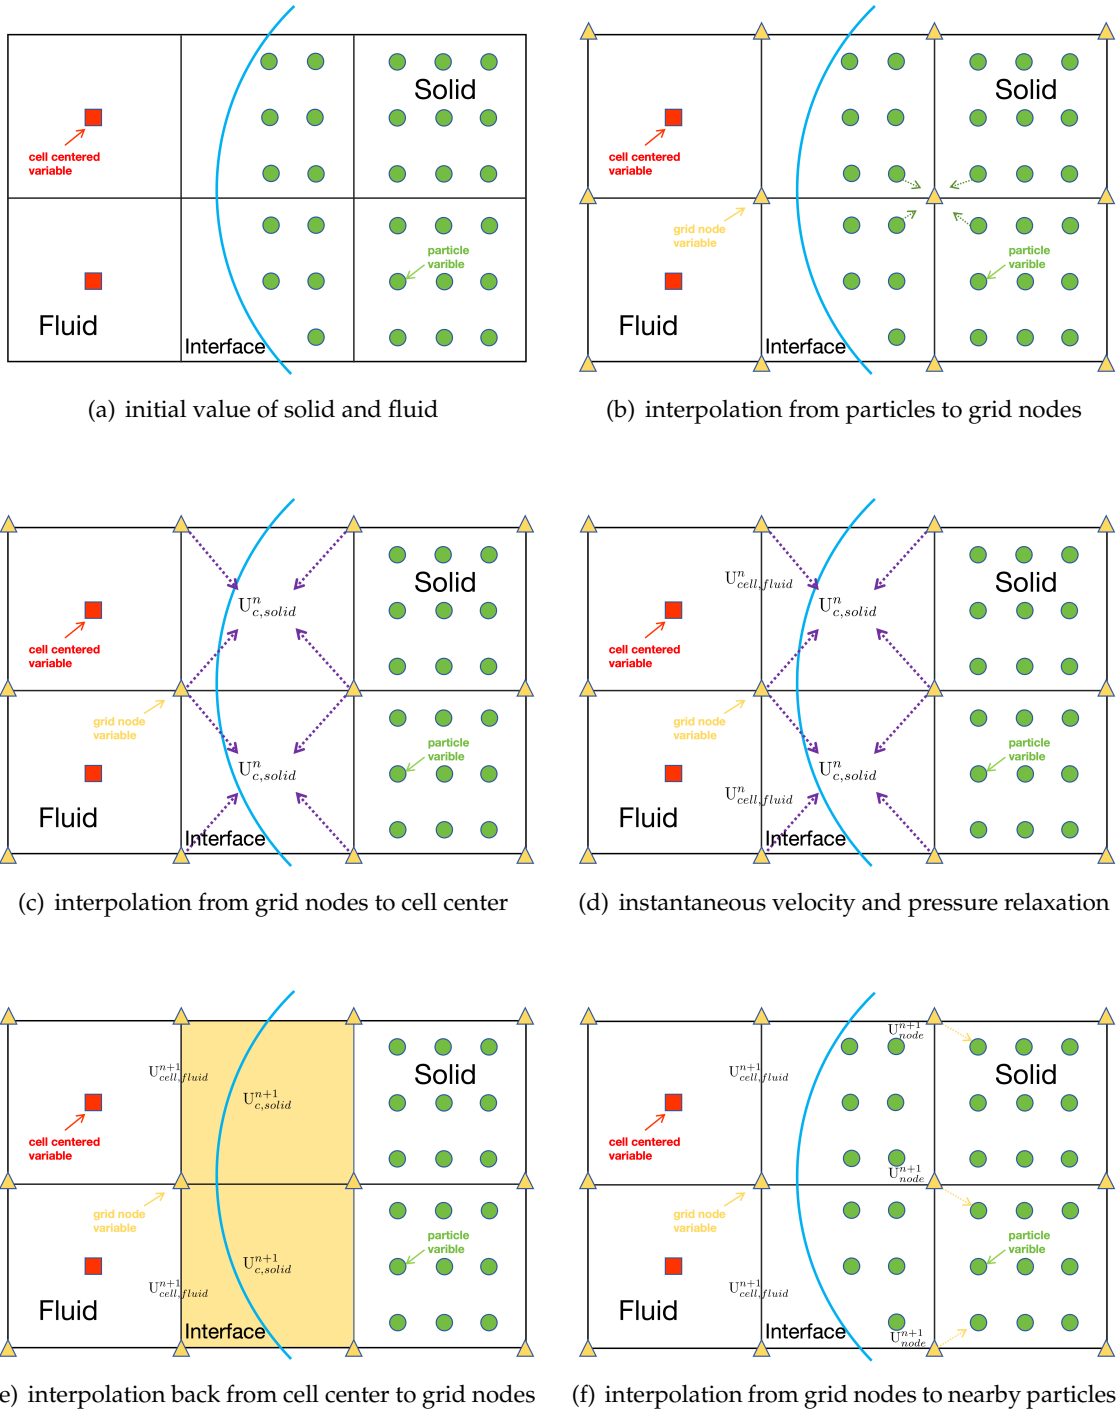 Solid
cell centered
variable
particle
varible
Fluid
Interface
(a) initial value of solid and fluid
Solid
cell centered
variable
grid node
variable
particle
varible
Fluid
Interface
(b) interpolation from particles to grid nodes
Solid
U^n_{c,solid}
cell centered
variable
grid node
variable
particle
varible
U^n_{c,solid}
Fluid
Interface
(c) interpolation from grid nodes to cell center
U^n_{cell,fluid}
Solid
U^n_{c,solid}
cell centered
variable
grid node
variable
particle
varible
U^n_{c,solid}
U^n_{cell,fluid}
Fluid
Interface
(d) instantaneous velocity and pressure relaxation
U^{n+1}_{cell,fluid}
Solid
U^{n+1}_{c,solid}
cell centered
variable
grid node
variable
particle
varible
U^{n+1}_{c,solid}
U^{n+1}_{cell,fluid}
Fluid
Interface
e) interpolation back from cell center to grid nodes
U^{n+1}_{node}
U^{n+1}_{cell,fluid}
Solid
cell centered
variable
U^{n+1}_{node}
grid node
variable
particle
varible
U^{n+1}_{cell,fluid}
Fluid
Interface
U^{n+1}_{node}
(f) interpolation from grid nodes to nearby particles